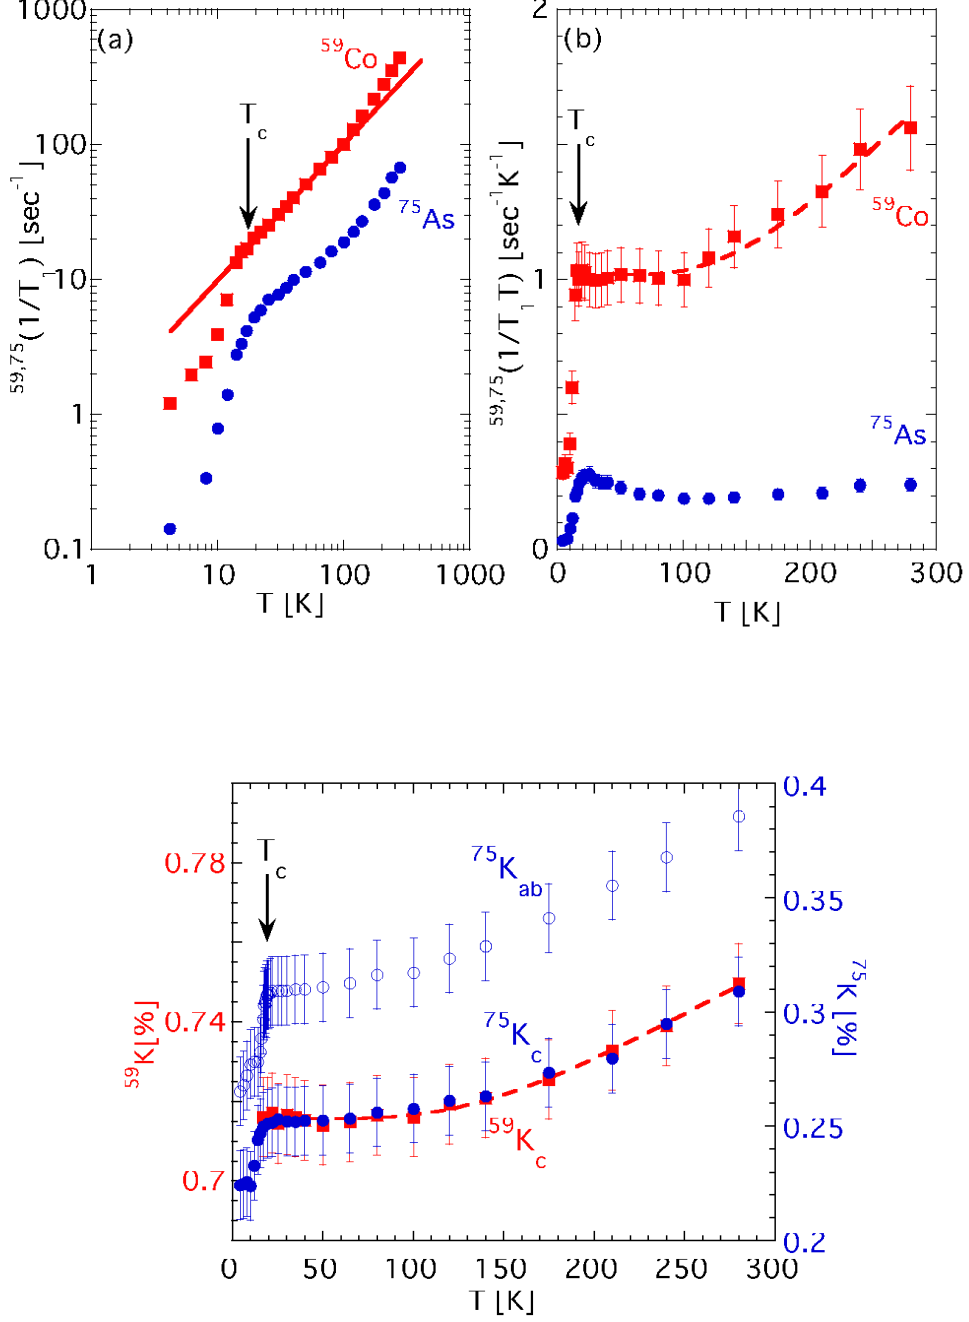 (a)
59Co
Tc
75As
1000
100
10
1
0.1
59,75(1/T1) [sec-1]
1
10
100
1000
T [K]
(b)
Tc
59Co
75As
2
1
0
59,75(1/T1T) [sec-1K-1]
0
100
200
300
T [K]
Tc
75Kab
75Kc
59Kc
0.78
0.74
0.7
59K[%]
0.4
0.35
0.3
0.25
0.2
75K [%]
0
50
100
150
200
250
300
T [K]